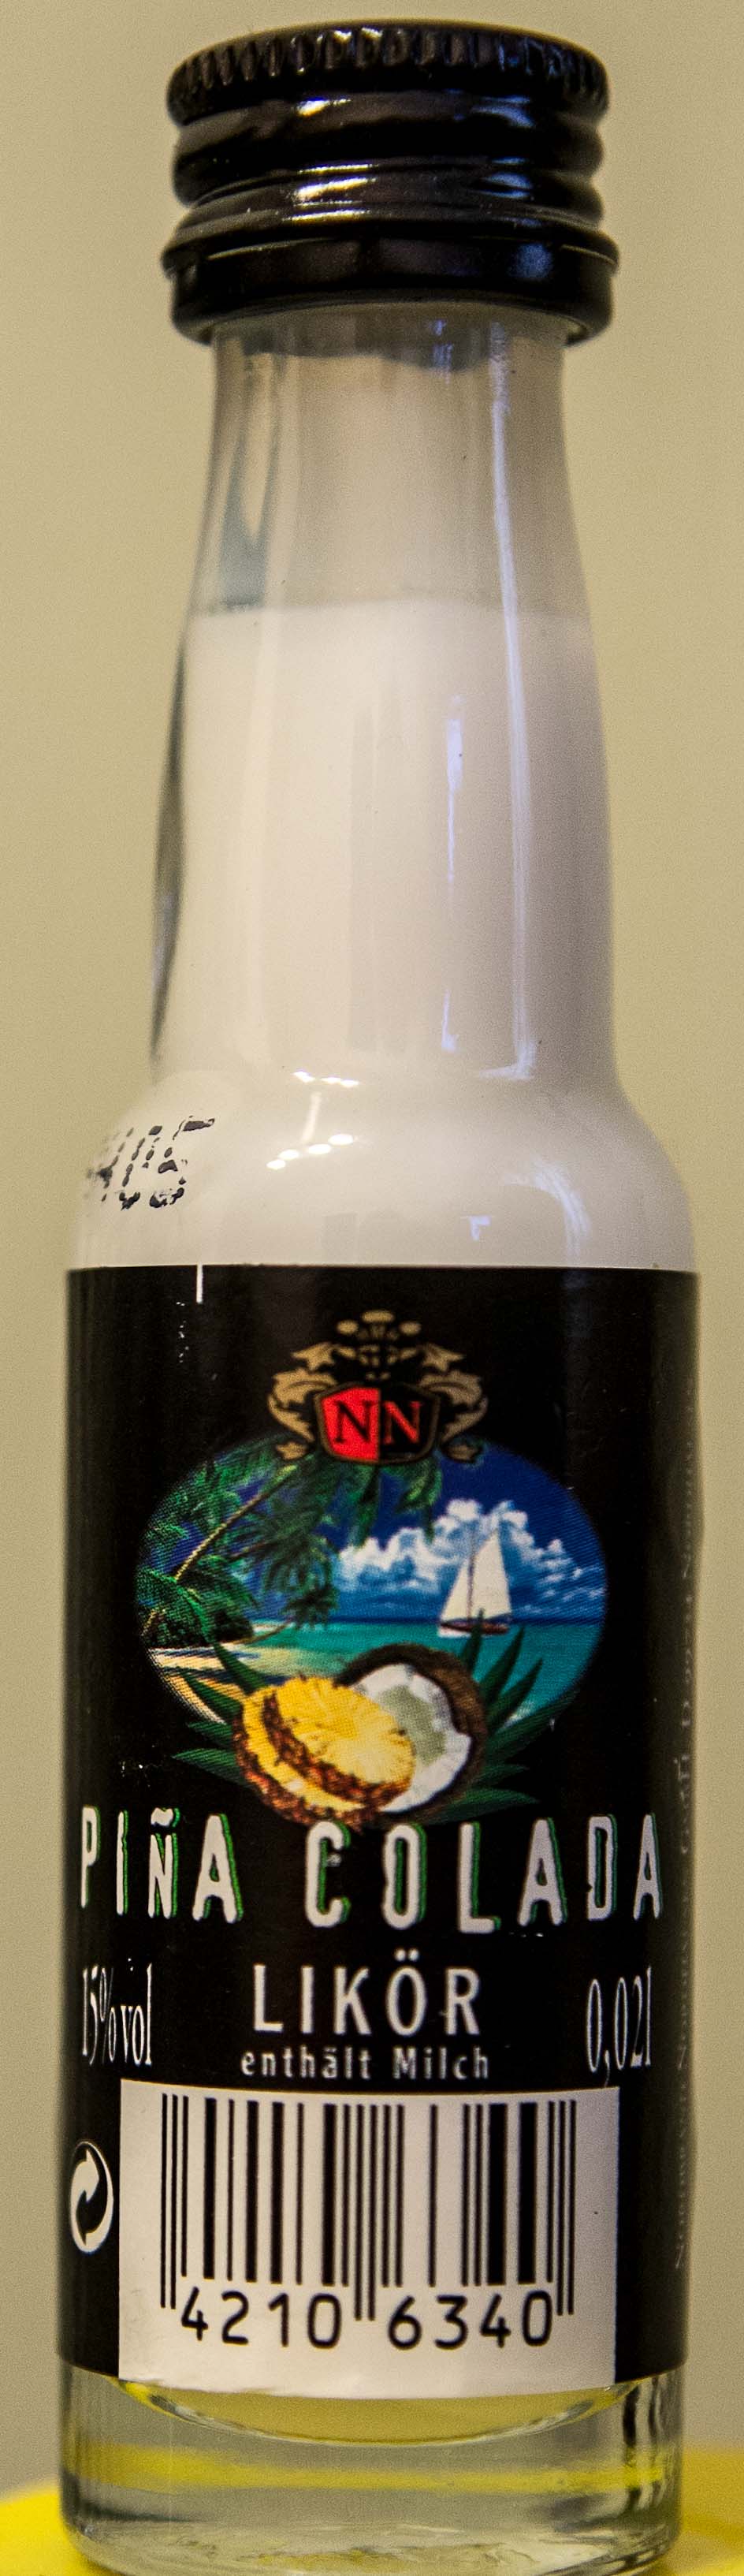 NN
PIÑA COLADA
15% vol
LIKÖR
0,02l
enthält Milch
4210 6340